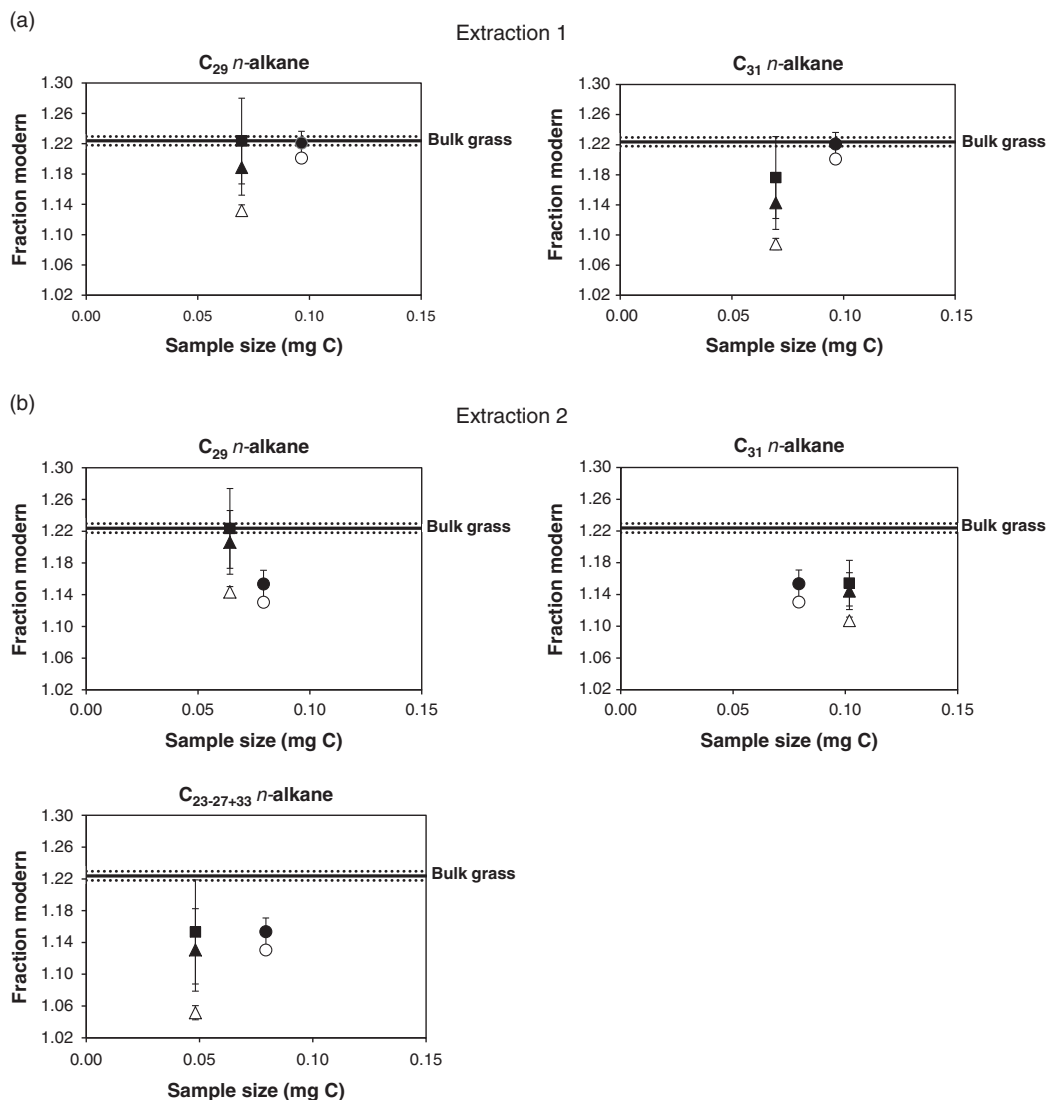 (a)
Extraction 1
C29 n-alkane
C31 n-alkane
Fraction modern
1.30
1.26
1.22
1.18
1.14
1.10
1.06
1.02
Bulk grass
0.00 0.05 0.10 0.15
Sample size (mg C)
Fraction modern
1.30
1.26
1.22
1.18
1.14
1.10
1.06
1.02
Bulk grass
0.00 0.05 0.10 0.15
Sample size (mg C)
(b)
Extraction 2
C29 n-alkane
C31 n-alkane
Fraction modern
1.30
1.26
1.22
1.18
1.14
1.10
1.06
1.02
Bulk grass
0.00 0.05 0.10 0.15
Sample size (mg C)
Fraction modern
1.30
1.26
1.22
1.18
1.14
1.10
1.06
1.02
Bulk grass
0.00 0.05 0.10 0.15
Sample size (mg C)
C23-27+33 n-alkane
Fraction modern
1.30
1.26
1.22
1.18
1.14
1.10
1.06
1.02
Bulk grass
0.00 0.05 0.10 0.15
Sample size (mg C)